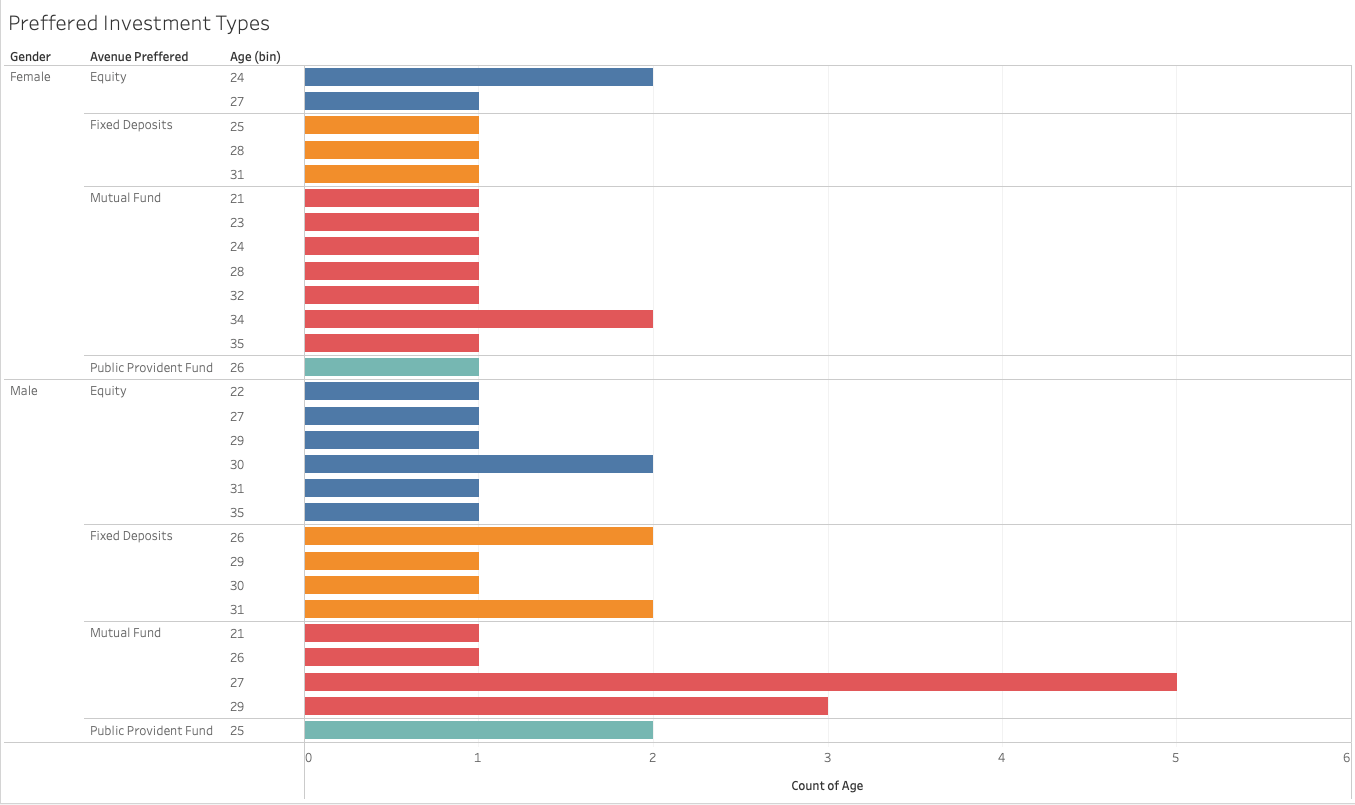 Preffered Investment Types
Gender Avenue Preffered Age (bin)
Female Equity 24
27
Fixed Deposits 25
28
31
Mutual Fund 21
23
24
28
32
34
35
Public Provident Fund 26
Male Equity 22
27
29
30
31
35
Fixed Deposits 26
29
30
31
Mutual Fund 21
26
27
29
Public Provident Fund 25
0 1 2 3 4 5 6
Count of Age